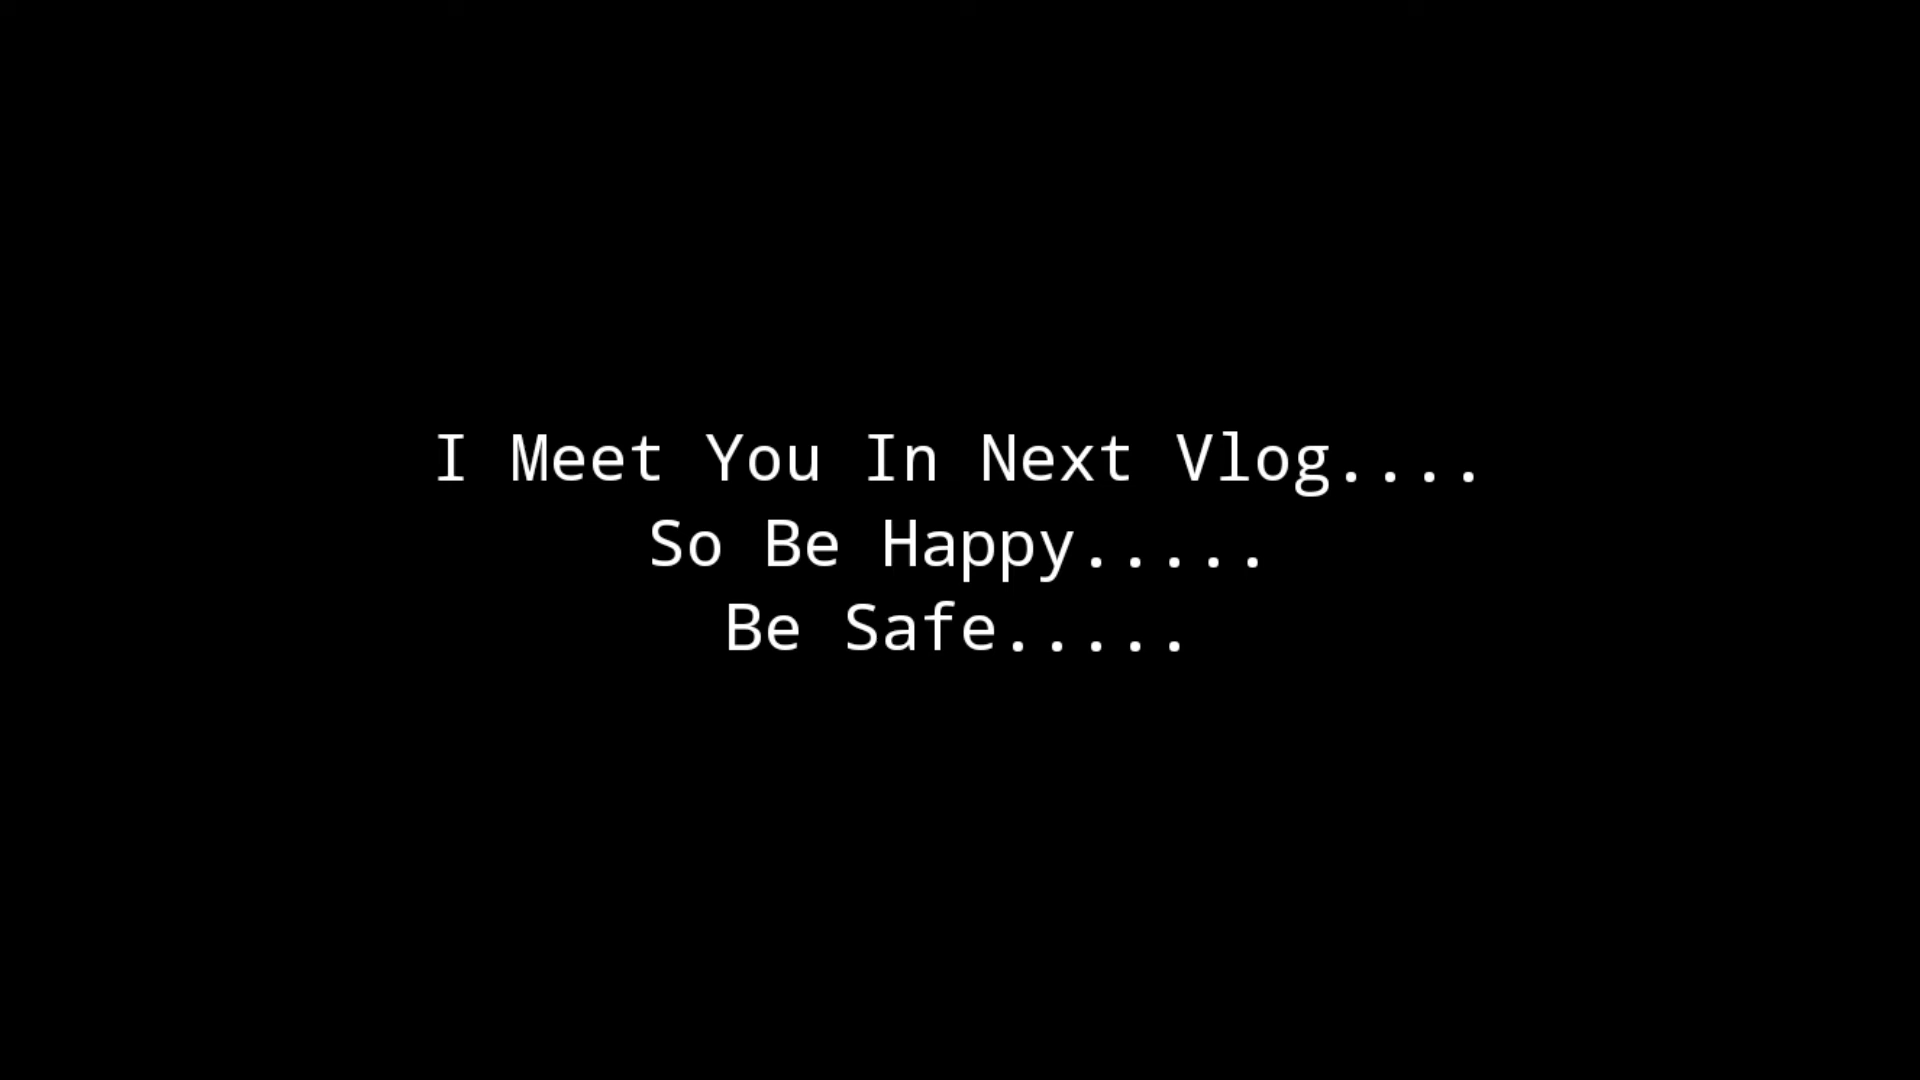 I Meet You In Next Vlog....
So Be Happy.....
Be Safe.....